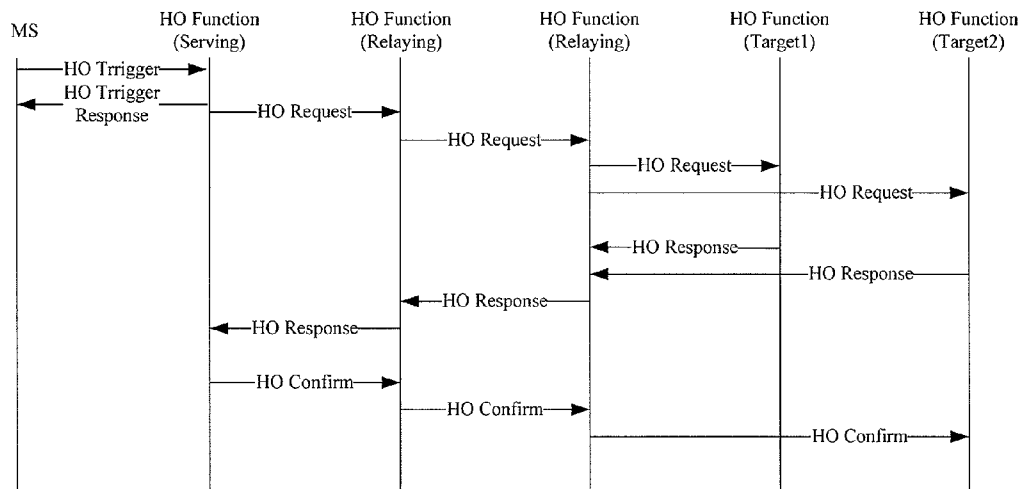 MS
HO Function
(Serving)
HO Function
(Relaying)
HO Function
(Relaying)
HO Function
(Target1)
HO Function
(Target2)
HO Trrigger
HO Trrigger
Response
HO Request
HO Request
HO Request
HO Request
HO Response
HO Response
HO Response
HO Response
HO Confirm
HO Confirm
HO Confirm